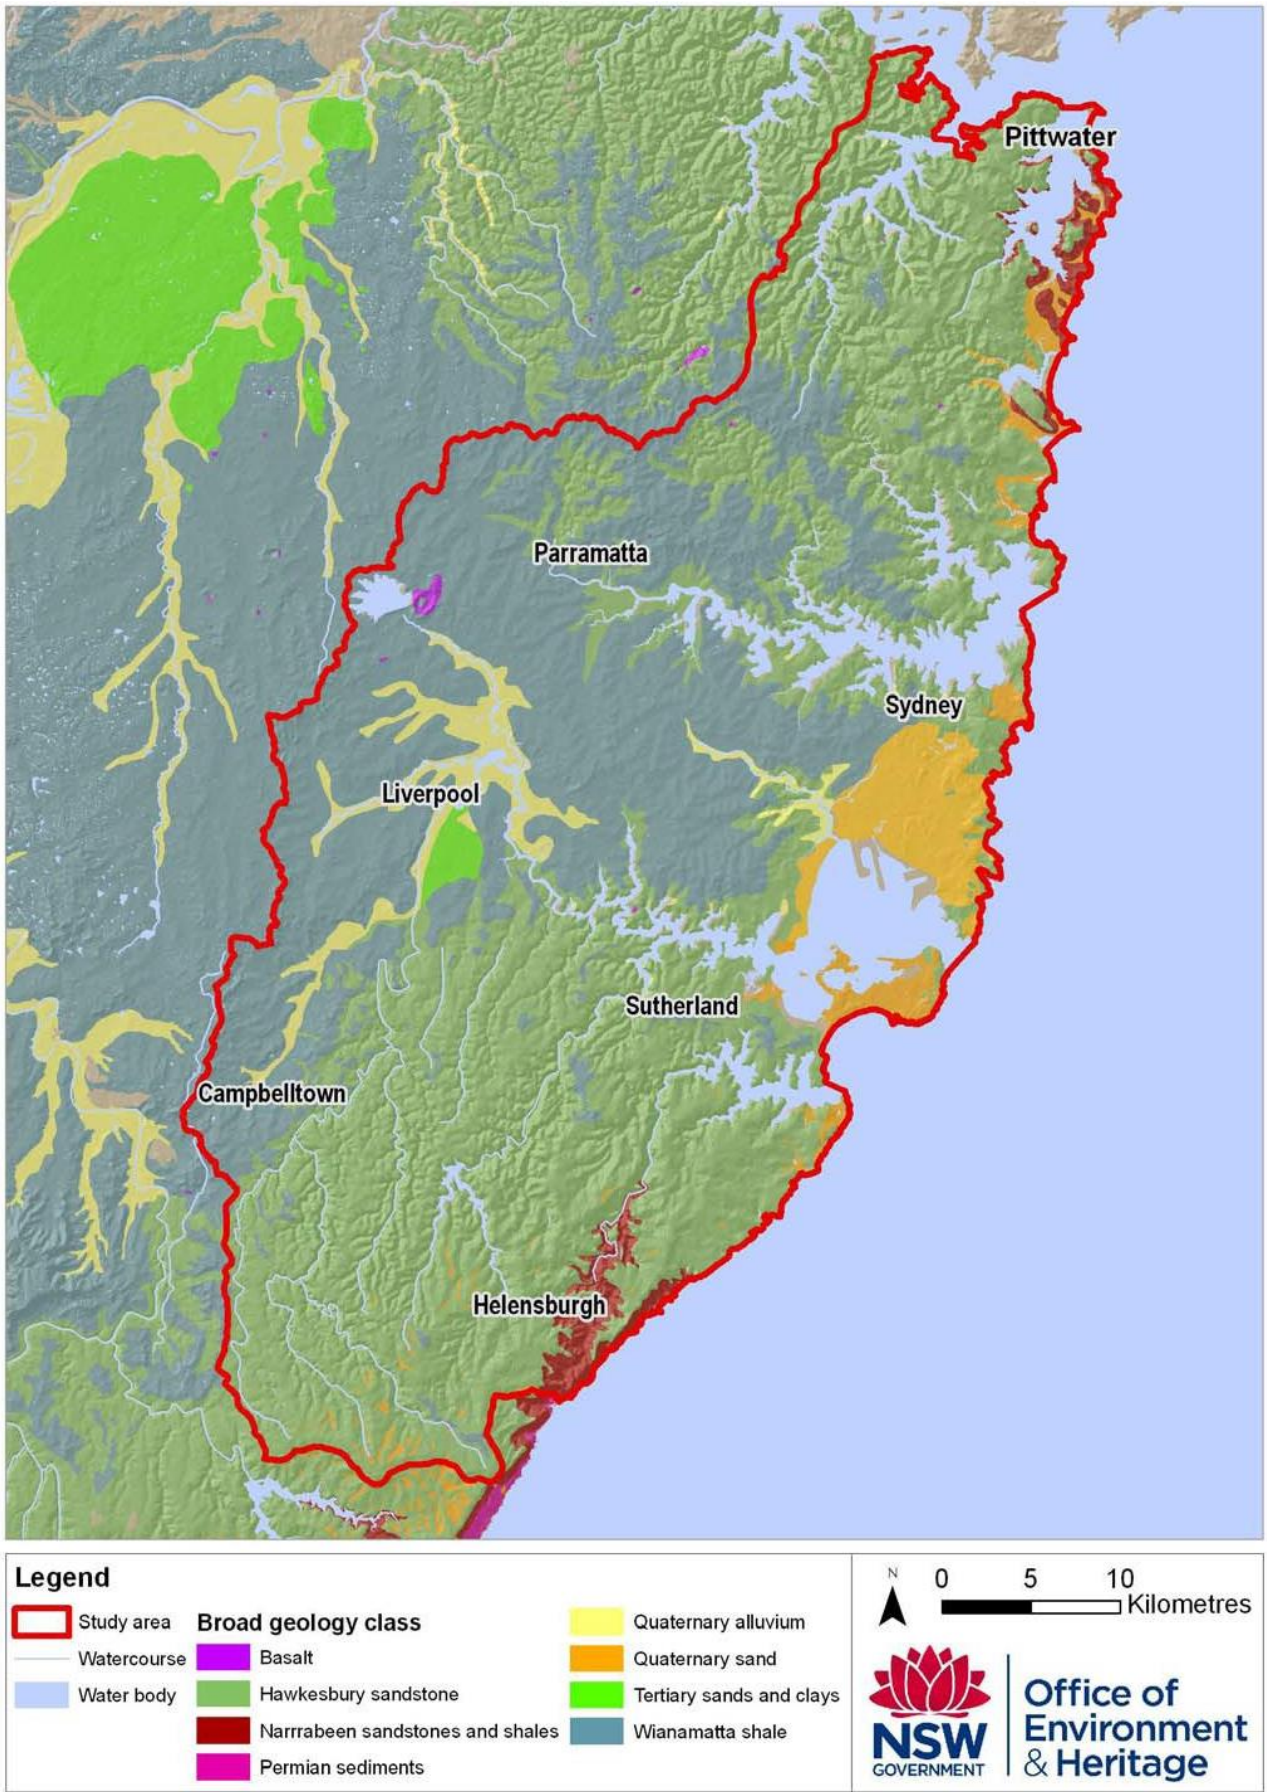 Pittwater
Parramatta
Sydney
Liverpool
Sutherland
Campbelltown
Helensburgh
Legend
Study area
Watercourse
Water body
Broad geology class
Basalt
Hawkesbury sandstone
Narrrabeen sandstones and shales
Permian sediments
Quaternary alluvium
Quaternary sand
Tertiary sands and clays
Wianamatta shale
N
0 5 10
Kilometres
NSW
GOVERNMENT
Office of
Environment
& Heritage